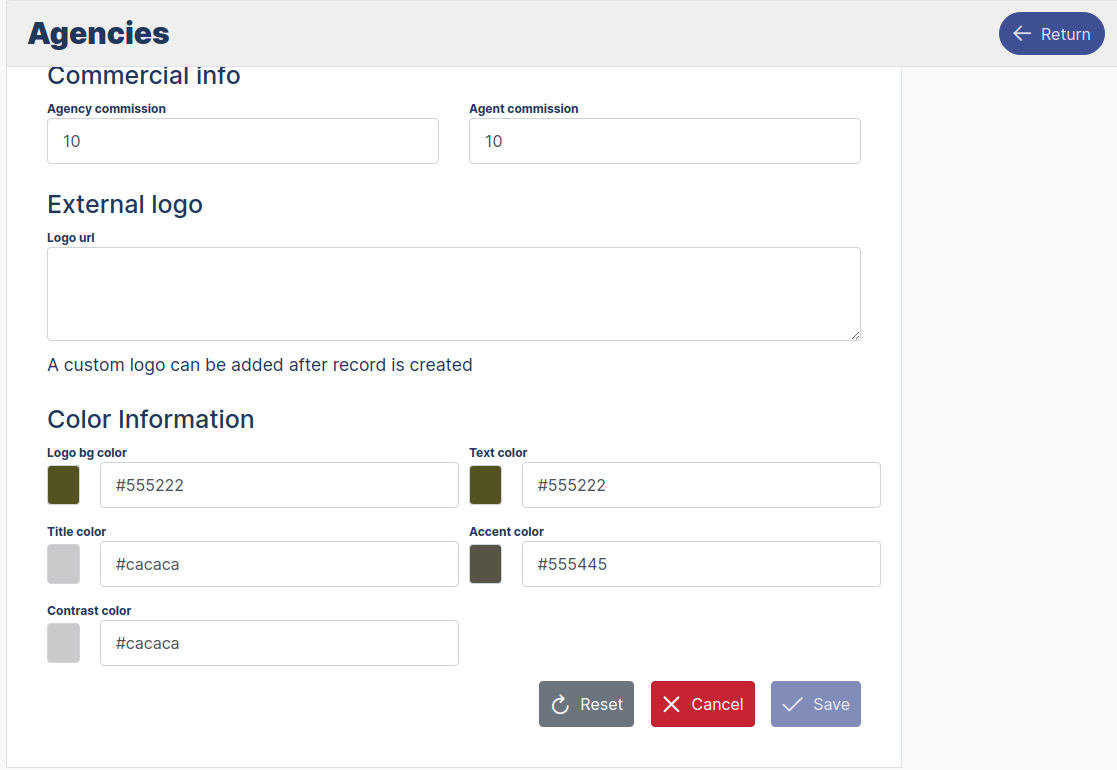 Agencies
Return
Commercial info
Agency commission
Agent commission
10
10
External logo
Logo url
A custom logo can be added after record is created
Color Information
Logo bg color
Text color
#555222
#555222
Title color
Accent color
#cacaca
#555445
Contrast color
#cacaca
Reset
Cancel
Save